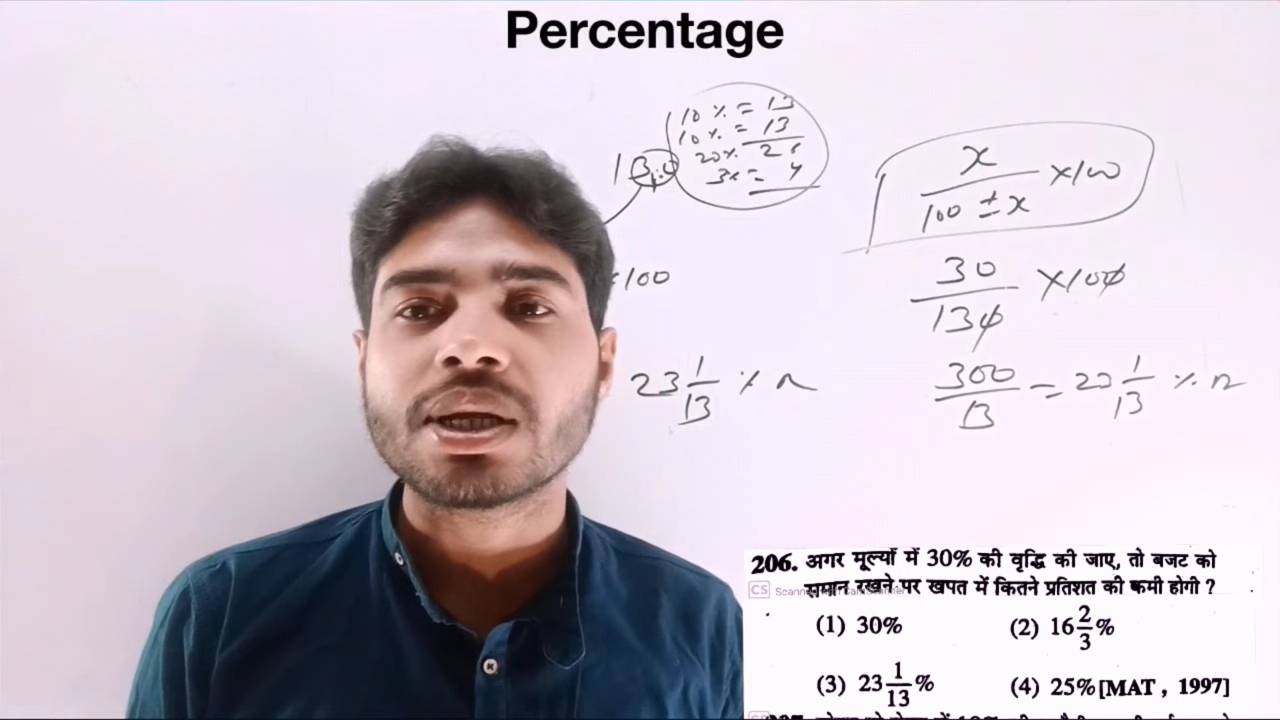 Percentage
10% = 13
10% = 13
20% 26
3% = 4
130
x/(100 ± x) ×100
30/130 ×100
×100
23 1/13 %
300/13 = 23 1/13 %
206. अगर मूल्यों में 30% की वृद्धि की जाए, तो बजट को
समान रखने पर खपत में कितने प्रतिशत की कमी होगी ?
CS
(1) 30% (2) 16 2/3 %
(3) 23 1/13 % (4) 25% [MAT , 1997]